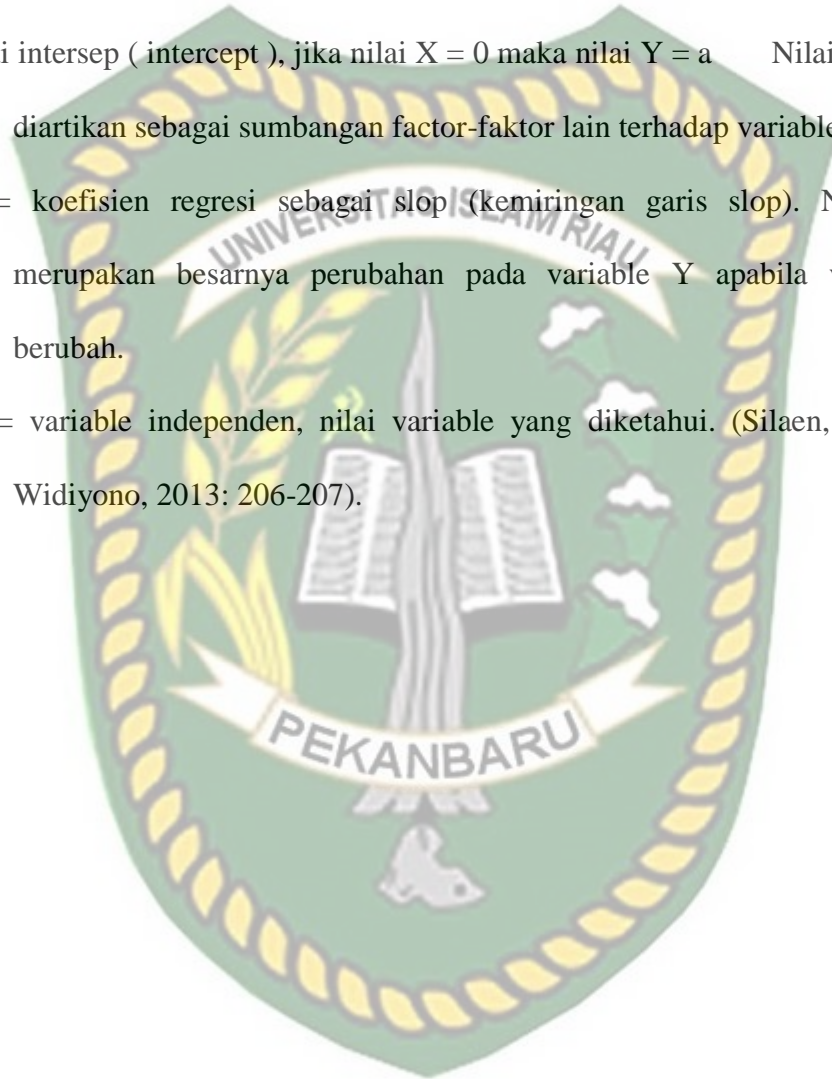 i intersep ( intercept ), jika nilai X = 0 maka nilai Y = a Nilai
diartikan sebagai sumbangan factor-faktor lain terhadap variable
= koefisien regresi sebagai slop (kemiringan garis slop). N
UNIVERSITAS ISLAM RIAU
merupakan besarnya perubahan pada variable Y apabila v
berubah.
= variable independen, nilai variable yang diketahui. (Silaen,
Widiyono, 2013: 206-207).
PEKANBARU